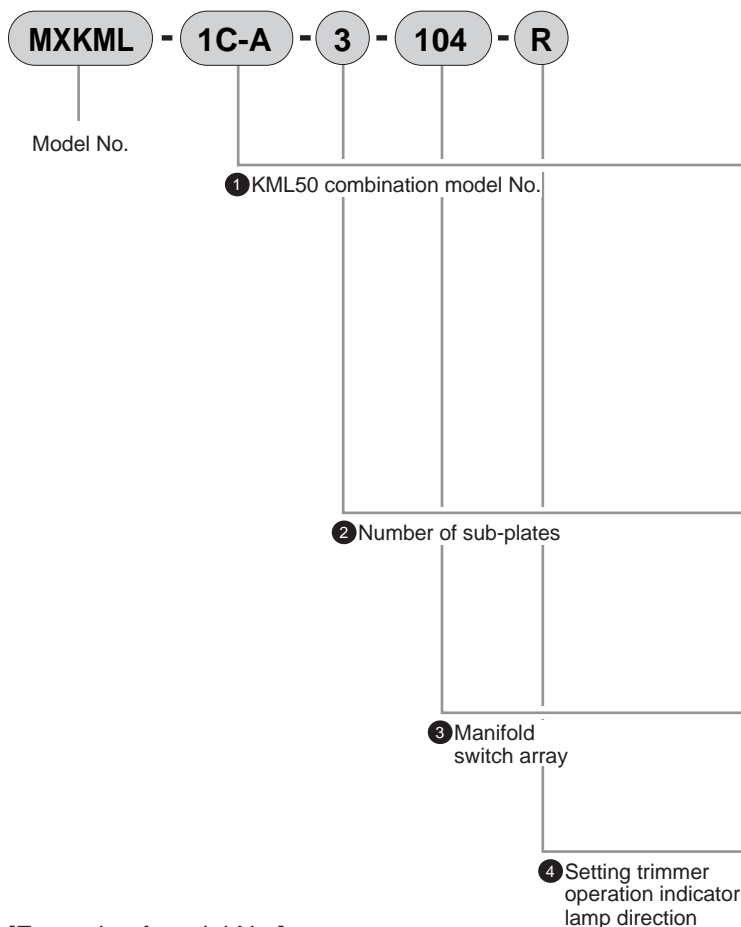 MXKML - 1C-A - 3 - 104 - R
Model No.
1 KML50 combination model No.
2 Number of sub-plates
3 Manifold
switch array
4 Setting trimmer
operation indicator
lamp direction